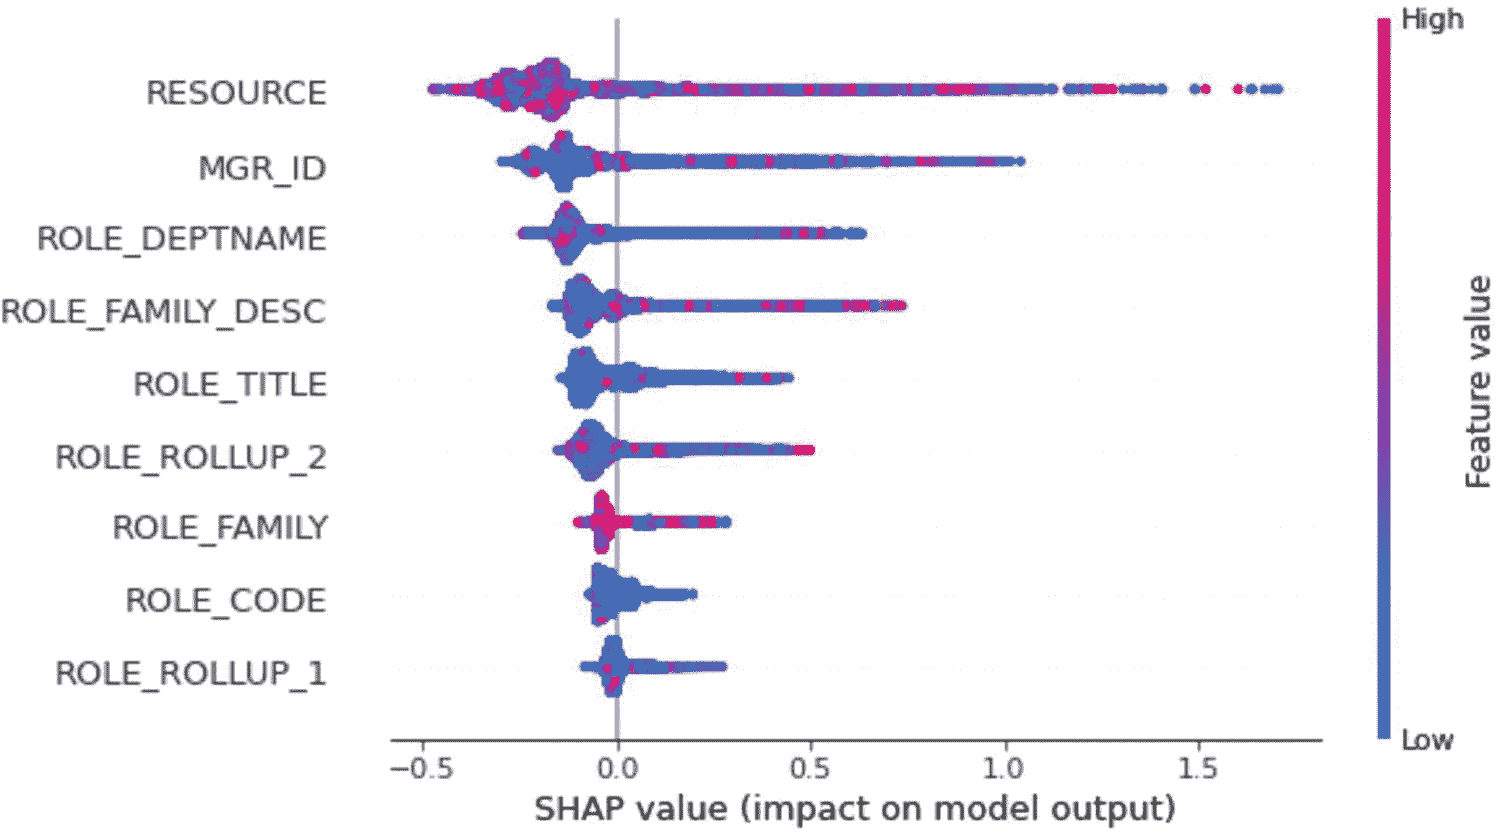 High
RESOURCE
MGR_ID
ROLE_DEPTNAME
ROLE_FAMILY_DESC
ROLE_TITLE
ROLE_ROLLUP_2
ROLE_FAMILY
ROLE_CODE
ROLE_ROLLUP_1
Feature value
Low
−0.5 0.0 0.5 1.0 1.5
SHAP value (impact on model output)